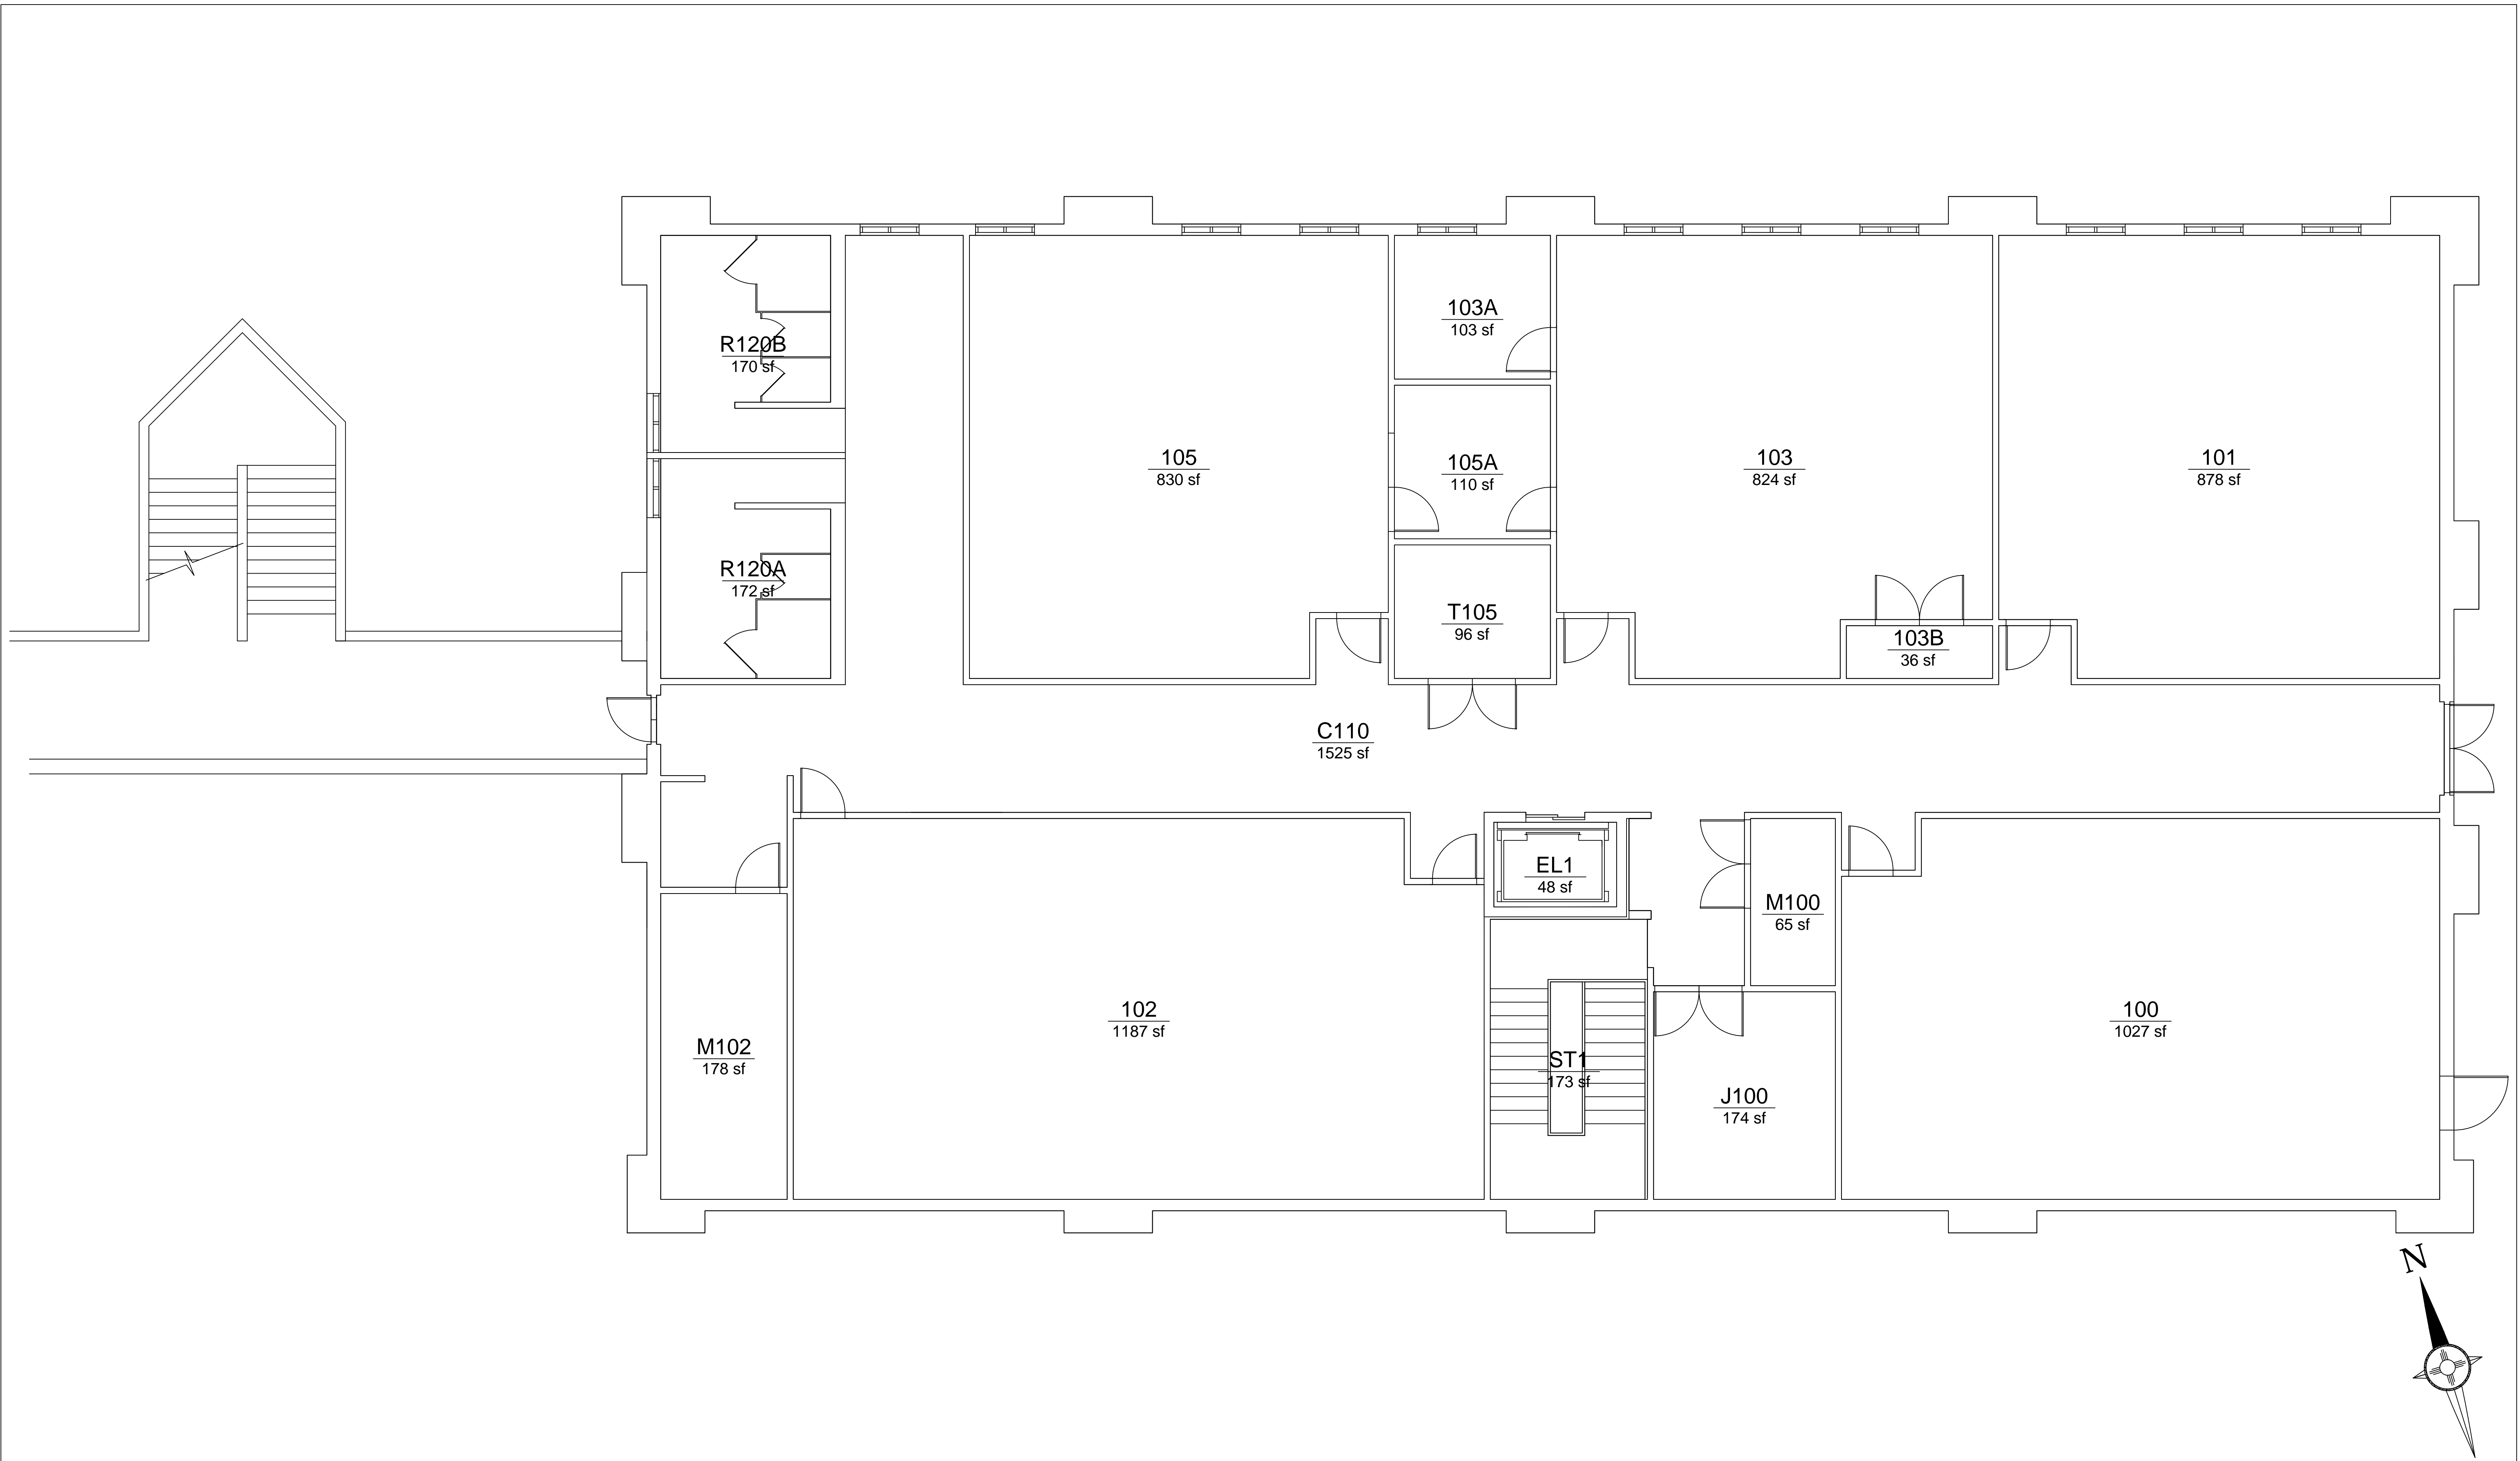 103A
103 sf
R120B
170 sf
105
830 sf
105A
110 sf
103
824 sf
101
878 sf
R120A
172 sf
T105
96 sf
103B
36 sf
C110
1525 sf
EL1
48 sf
M100
65 sf
102
1187 sf
100
1027 sf
M102
178 sf
ST1
173 sf
J100
174 sf
N